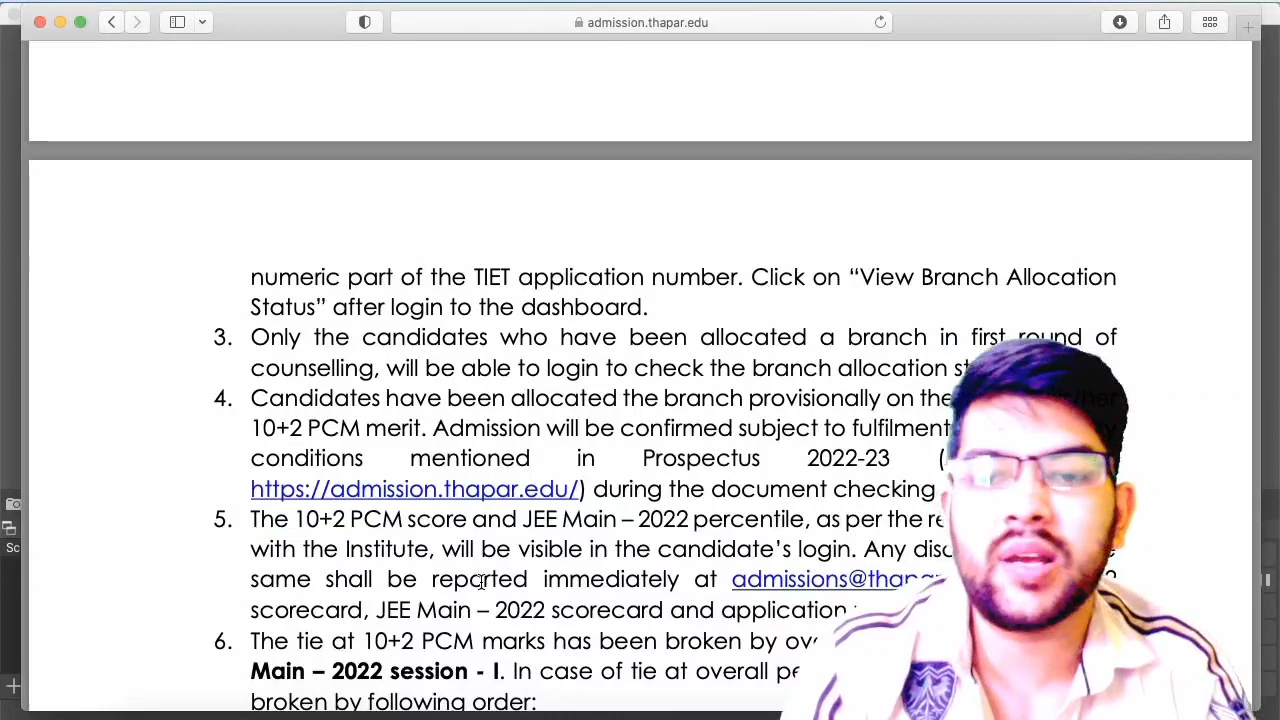 admission.thapar.edu
numeric part of the TIET application number. Click on “View Branch Allocation
Status” after login to the dashboard.
3. Only the candidates who have been allocated a branch in first round of
counselling, will be able to login to check the branch allocation
4. Candidates have been allocated the branch provisionally on the
10+2 PCM merit. Admission will be confirmed subject to fulfilment
conditions mentioned in Prospectus 2022-23 (
https://admission.thapar.edu/) during the document checking
5. The 10+2 PCM score and JEE Main – 2022 percentile, as per the
with the Institute, will be visible in the candidate’s login. Any
same shall be reported immediately at
scorecard, JEE Main – 2022 scorecard and application
6. The tie at 10+2 PCM marks has been broken by
Main – 2022 session - I. In case of tie at overall
broken by following order:
Sc